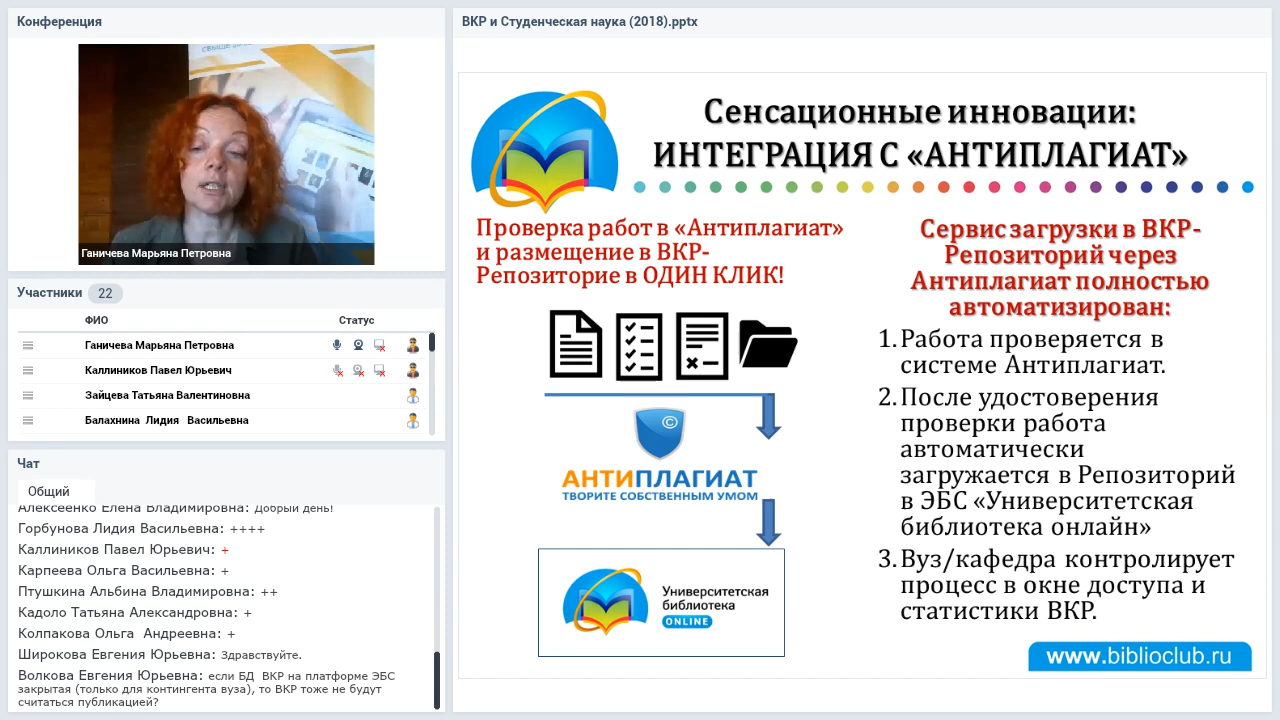 Конференция
свыше
Ганичева Марьяна Петровна
Участники 22
ФИО Статус
Ганичева Марьяна Петровна
Каллиников Павел Юрьевич
Зайцева Татьяна Валентиновна
Балахнина Лидия Васильевна
Чат
Общий
Алексеенко Елена Владимировна: Добрый день!
Горбунова Лидия Васильевна: ++++
Каллиников Павел Юрьевич: +
Карпеева Ольга Васильевна: +
Птушкина Альбина Владимировна: ++
Кадоло Татьяна Александровна: +
Колпакова Ольга Андреевна: +
Широкова Евгения Юрьевна: Здравствуйте.
Волкова Евгения Юрьевна: если БД ВКР на платформе ЭБС
закрытая (только для контингента вуза), то ВКР тоже не будут
считаться публикацией?
ВКР и Студенческая наука (2018).pptx
Сенсационные инновации:
ИНТЕГРАЦИЯ С «АНТИПЛАГИАТ»
Проверка работ в «Антиплагиат»
и размещение в ВКР-
Репозиторие в ОДИН КЛИК!
©
АНТИПЛАГИАТ
ТВОРИТЕ СОБСТВЕННЫМ УМОМ
Университетская
библиотека
ONLINE
Сервис загрузки в ВКР-
Репозиторий через
Антиплагиат полностью
автоматизирован:
1. Работа проверяется в
системе Антиплагиат.
2. После удостоверения
проверки работа
автоматически
загружается в Репозиторий
в ЭБС «Университетская
библиотека онлайн»
3. Вуз/кафедра контролирует
процесс в окне доступа и
статистики ВКР.
www.biblioclub.ru